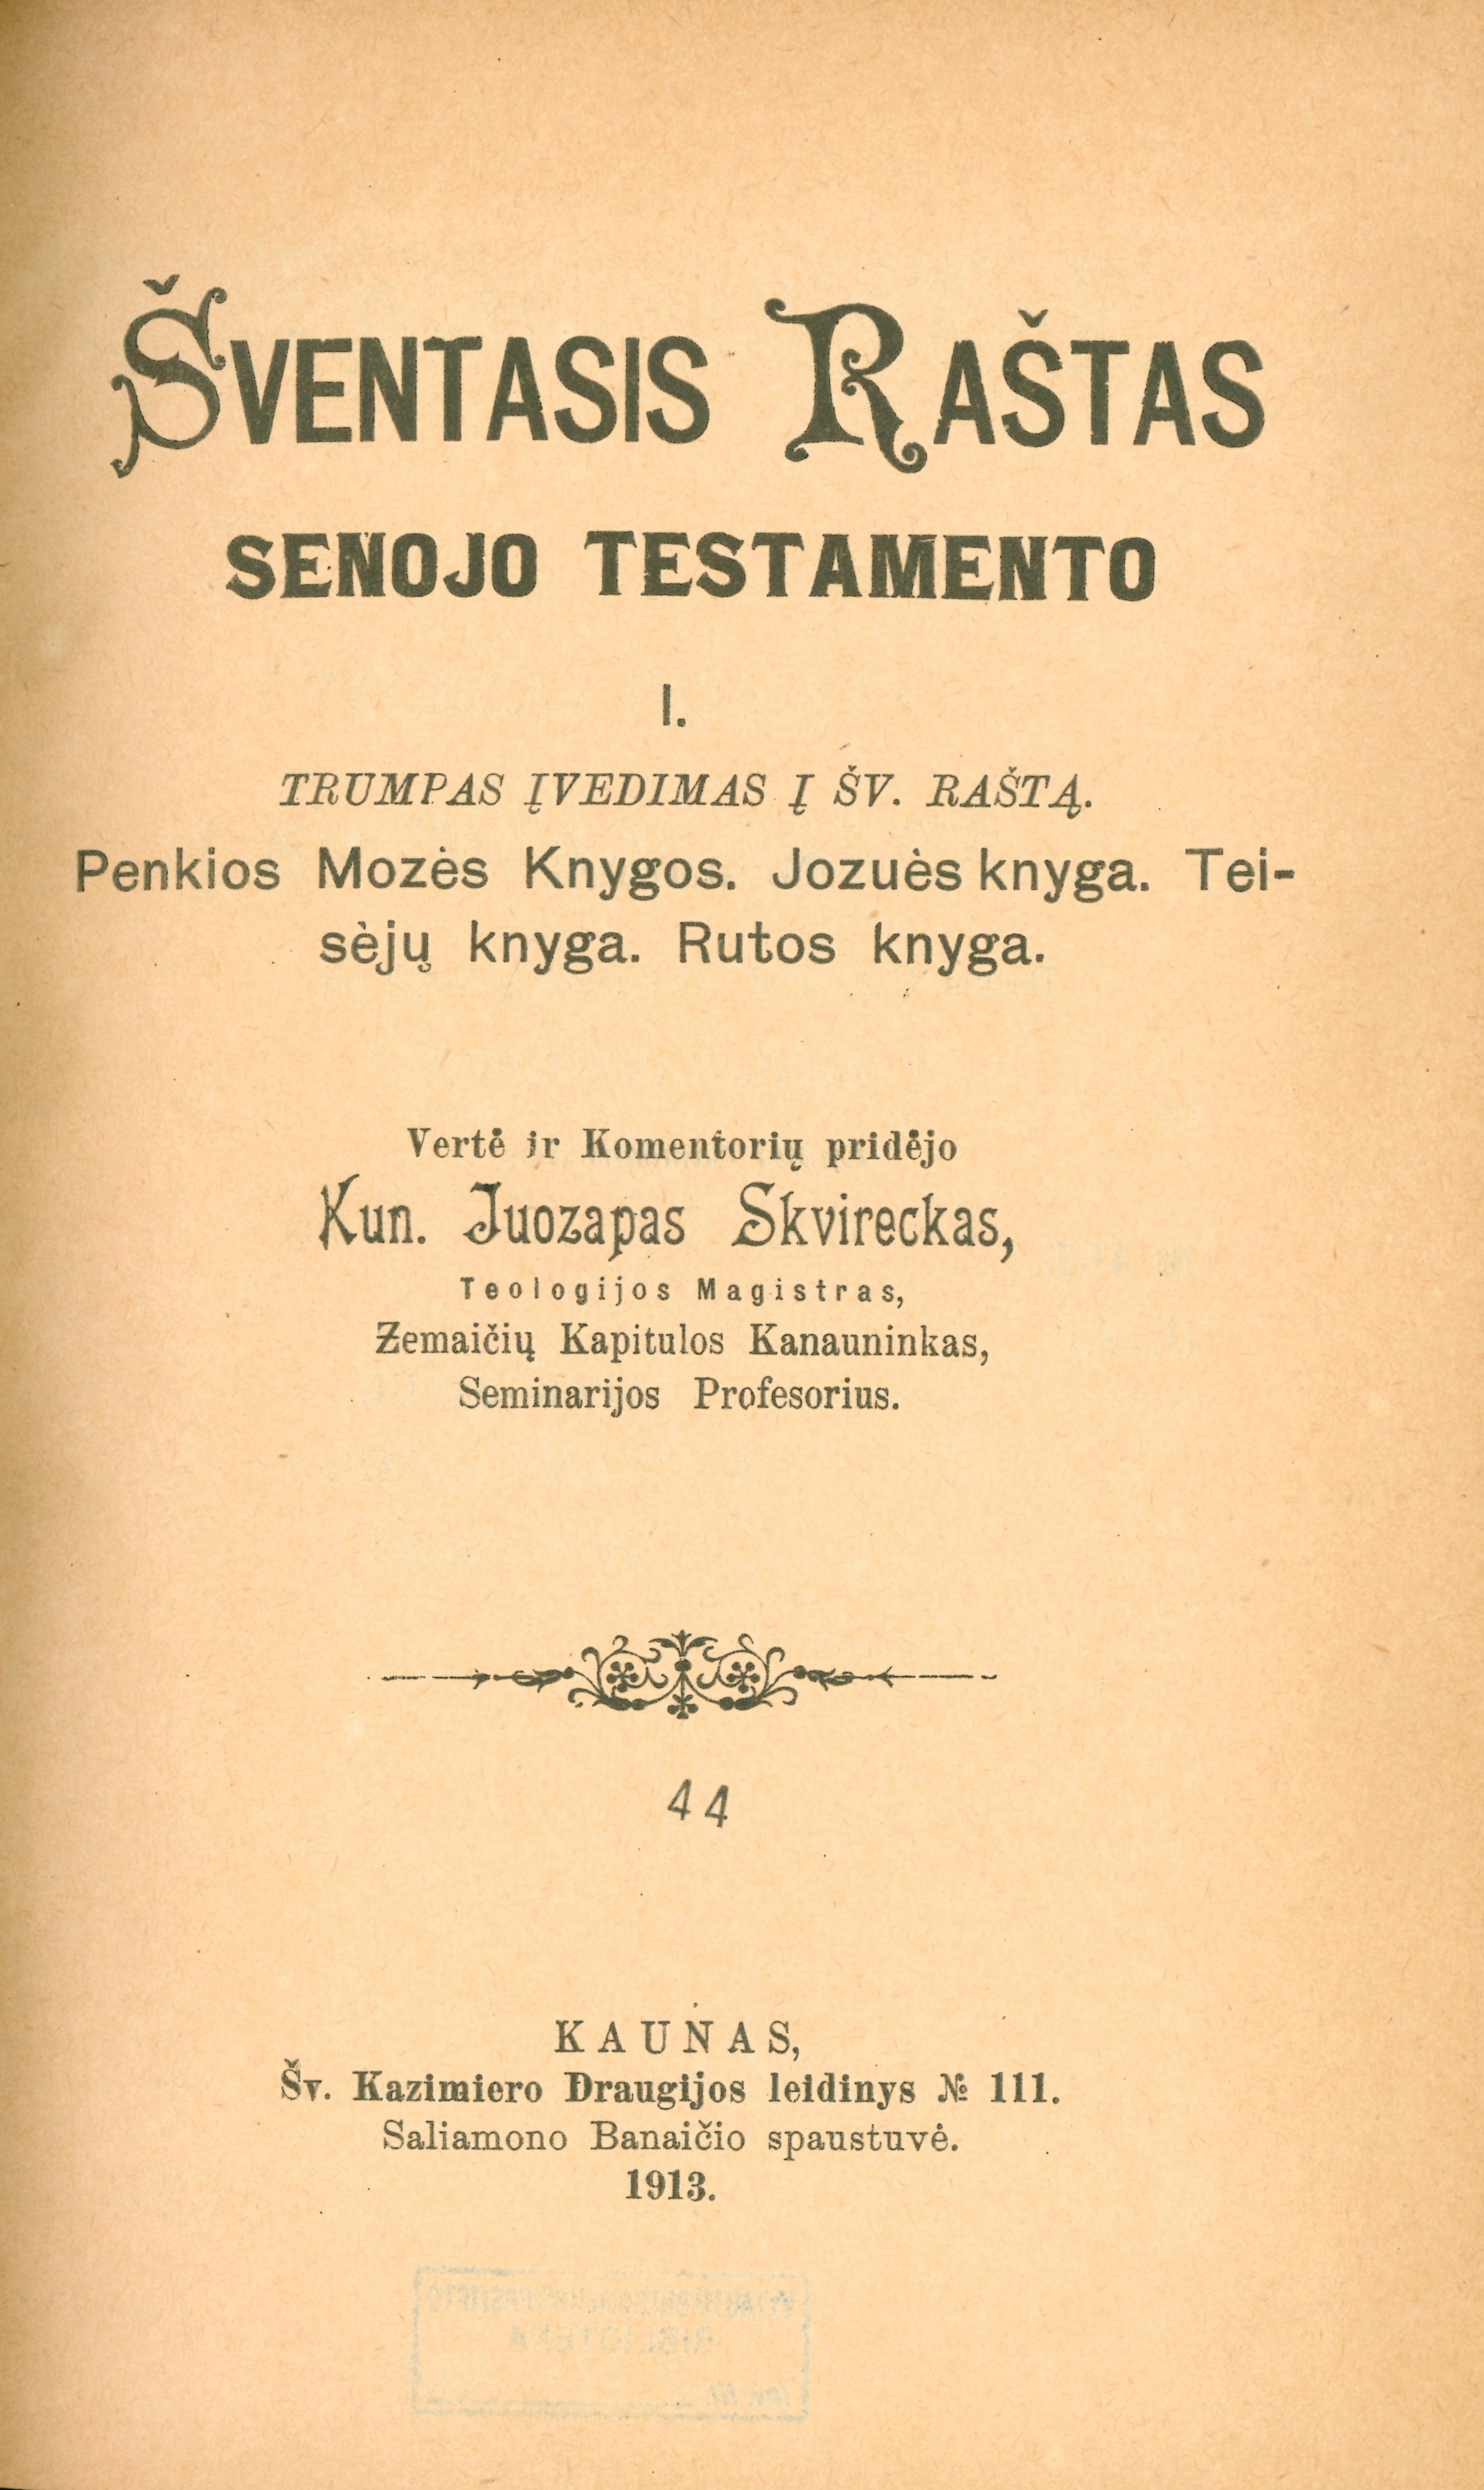 ŠVENTASIS RAŠTAS
SENOJO TESTAMENTO
I.
TRUMPAS ĮVEDIMAS Į ŠV. RAŠTĄ.
Penkios Mozės Knygos. Jozuės knyga. Tei-
sėjų knyga. Rutos knyga.
Vertė ir Komentorių pridėjo
Kun. Juozapas Skvireckas,
Teologijos Magistras,
Žemaičių Kapitulos Kanauninkas,
Seminarijos Profesorius.
44
KAUNAS,
Šv. Kazimiero Draugijos leidinys № 111.
Saliamono Banaičio spaustuvė.
1913.